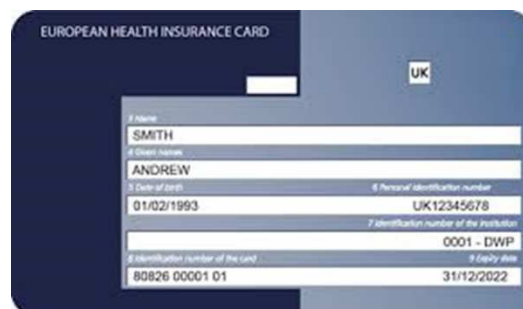 EUROPEAN HEALTH INSURANCE CARD
UK
3 Name
SMITH
4 Given names
ANDREW
5 Date of birth 6 Personal identification number
01/02/1993 UK12345678
7 Identification number of the institution
0001 - DWP
8 Identification number of the card 9 Expiry date
80826 00001 01 31/12/2022